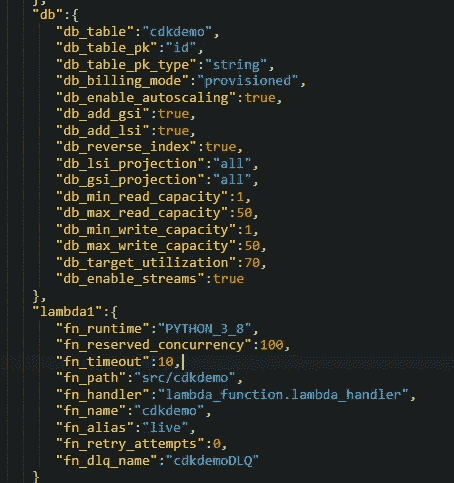 },
"db":{
"db_table":"cdkdemo",
"db_table_pk":"id",
"db_table_pk_type":"string",
"db_billing_mode":"provisioned",
"db_enable_autoscaling":true,
"db_add_gsi":true,
"db_add_lsi":true,
"db_reverse_index":true,
"db_lsi_projection":"all",
"db_gsi_projection":"all",
"db_min_read_capacity":1,
"db_max_read_capacity":50,
"db_min_write_capacity":1,
"db_max_write_capacity":50,
"db_target_utilization":70,
"db_enable_streams":true
},
"lambda1":{
"fn_runtime":"PYTHON_3_8",
"fn_reserved_concurrency":100,
"fn_timeout":10,
"fn_path":"src/cdkdemo",
"fn_handler":"lambda_function.lambda_handler",
"fn_name":"cdkdemo",
"fn_alias":"live",
"fn_retry_attempts":0,
"fn_dlq_name":"cdkdemoDLQ"
}